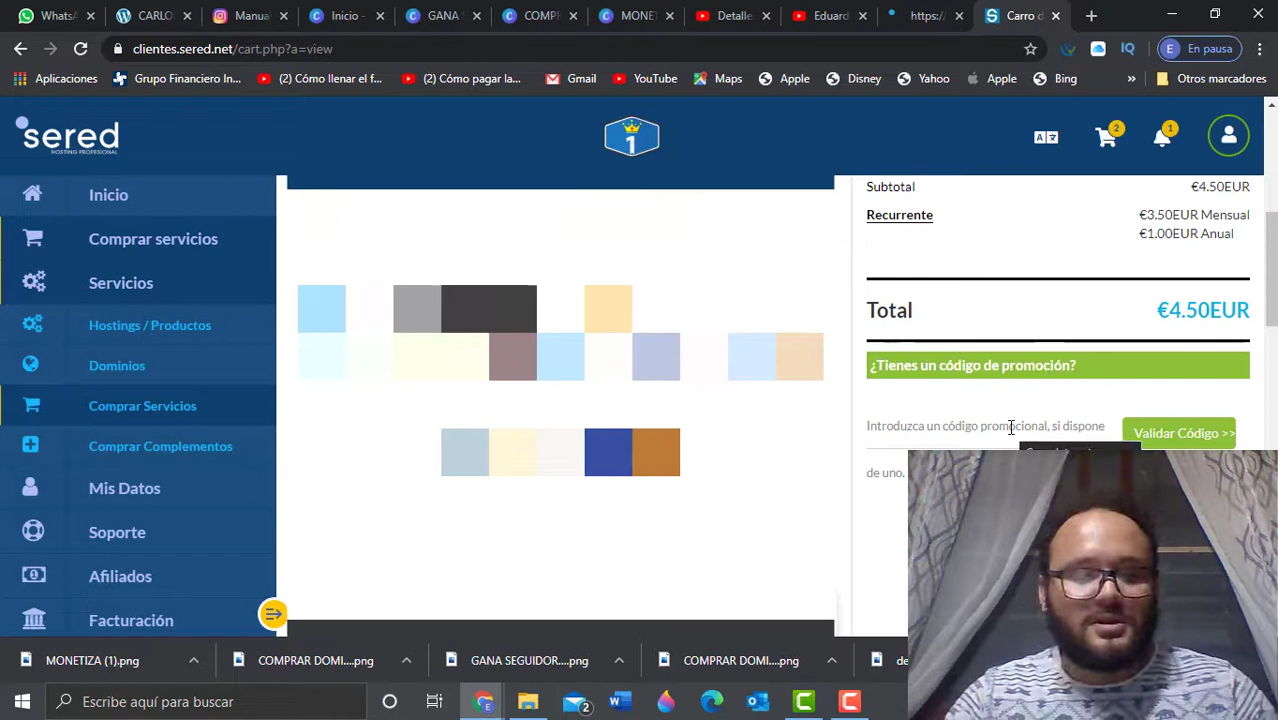 WhatsA
CARLO
Manua
Inicio -
GANA
COMPR
MONET
Detalle
Eduard
https:/
Carro d
clientes.sered.net/cart.php?a=view
En pausa
Aplicaciones
Grupo Financiero In...
(2) Cómo llenar el f...
(2) Cómo pagar la...
Gmail
YouTube
Maps
Apple
Disney
Yahoo
Apple
Bing
Otros marcadores
sered
HOSTING PROFESIONAL
1
2
1
Inicio
Comprar servicios
Servicios
Hostings / Productos
Dominios
Comprar Servicios
Comprar Complementos
Mis Datos
Soporte
Afiliados
Facturación
Subtotal €4.50EUR
Recurrente €3.50EUR Mensual
€1.00EUR Anual
Total €4.50EUR
¿Tienes un código de promoción?
Introduzca un código promocional, si dispone
de uno.
Validar Código >>
MONETIZA (1).png
COMPRAR DOMI....png
GANA SEGUIDOR....png
COMPRAR DOMI....png
de
Escribe aquí para buscar
2